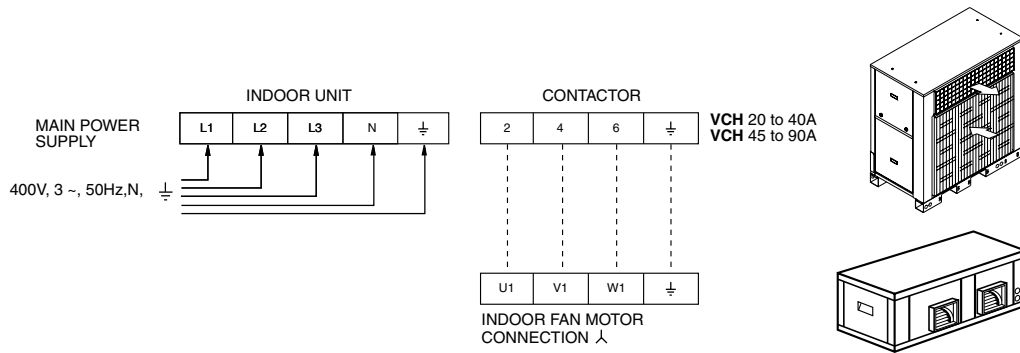 INDOOR UNIT
CONTACTOR
MAIN POWER
SUPPLY
L1 L2 L3 N ⏚
2 4 6 ⏚
VCH 20 to 40A
VCH 45 to 90A
400V, 3 ~, 50Hz,N, ⏚
U1 V1 W1 ⏚
INDOOR FAN MOTOR
CONNECTION ⅄